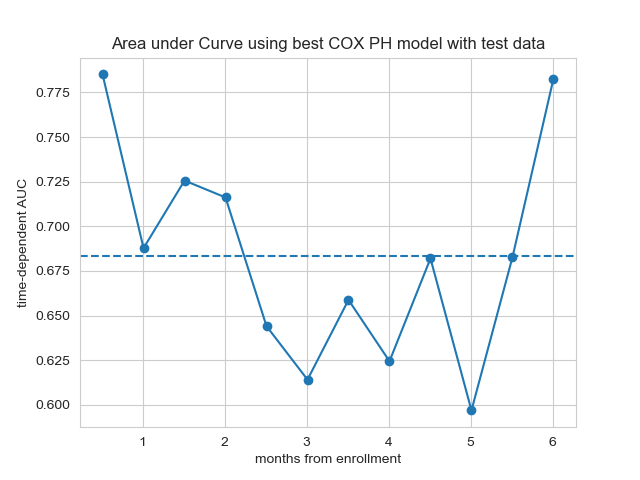 Area under Curve using best COX PH model with test data
time-dependent AUC
0.775
0.750
0.725
0.700
0.675
0.650
0.625
0.600
1 2 3 4 5 6
months from enrollment